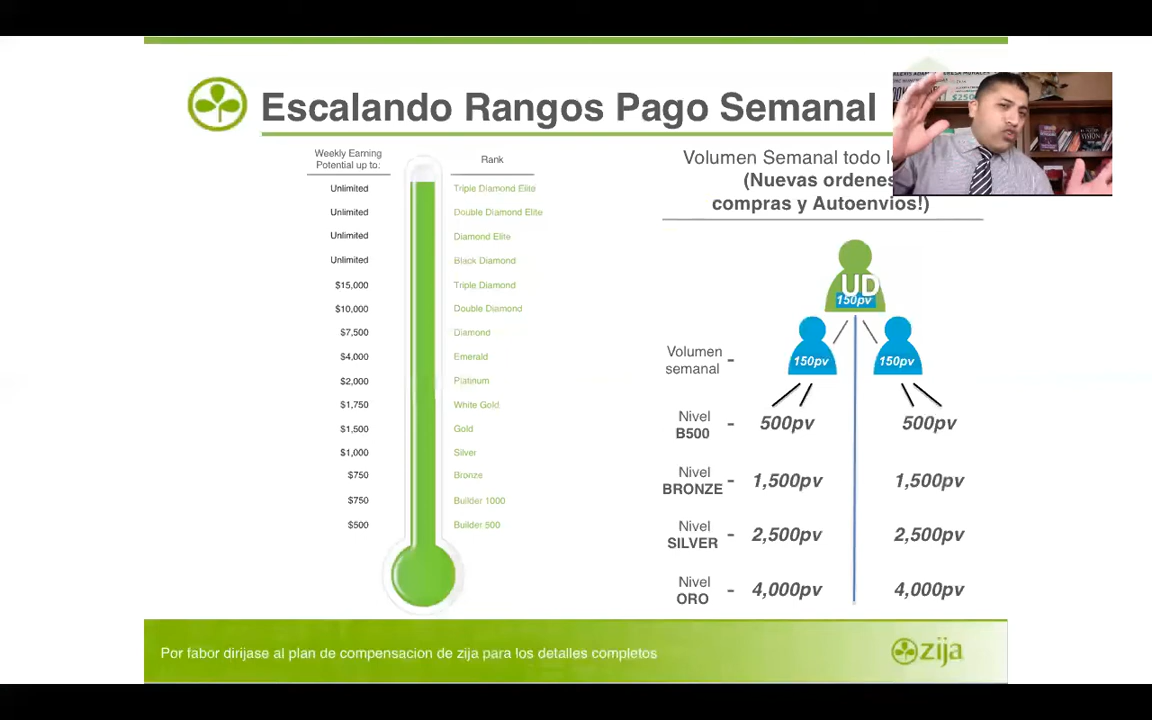 Escalando Rangos Pago Semanal
Weekly Earning
Potential up to:
Rank
Unlimited Triple Diamond Elite
Unlimited Double Diamond Elite
Unlimited Diamond Elite
Unlimited Black Diamond
$15,000 Triple Diamond
$10,000 Double Diamond
$7,500 Diamond
$4,000 Emerald
$2,000 Platinum
$1,750 White Gold
$1,500 Gold
$1,000 Silver
$750 Bronze
$750 Builder 1000
$500 Builder 500
Volumen Semanal todo
(Nuevas ordenes
compras y Autoenvios!)
UD
150pv
150pv 150pv
Volumen
semanal -
Nivel
B500 - 500pv 500pv
Nivel
BRONZE - 1,500pv 1,500pv
Nivel
SILVER - 2,500pv 2,500pv
Nivel
ORO - 4,000pv 4,000pv
Por fabor dirijase al plan de compensacion de zija para los detalles completos
zija